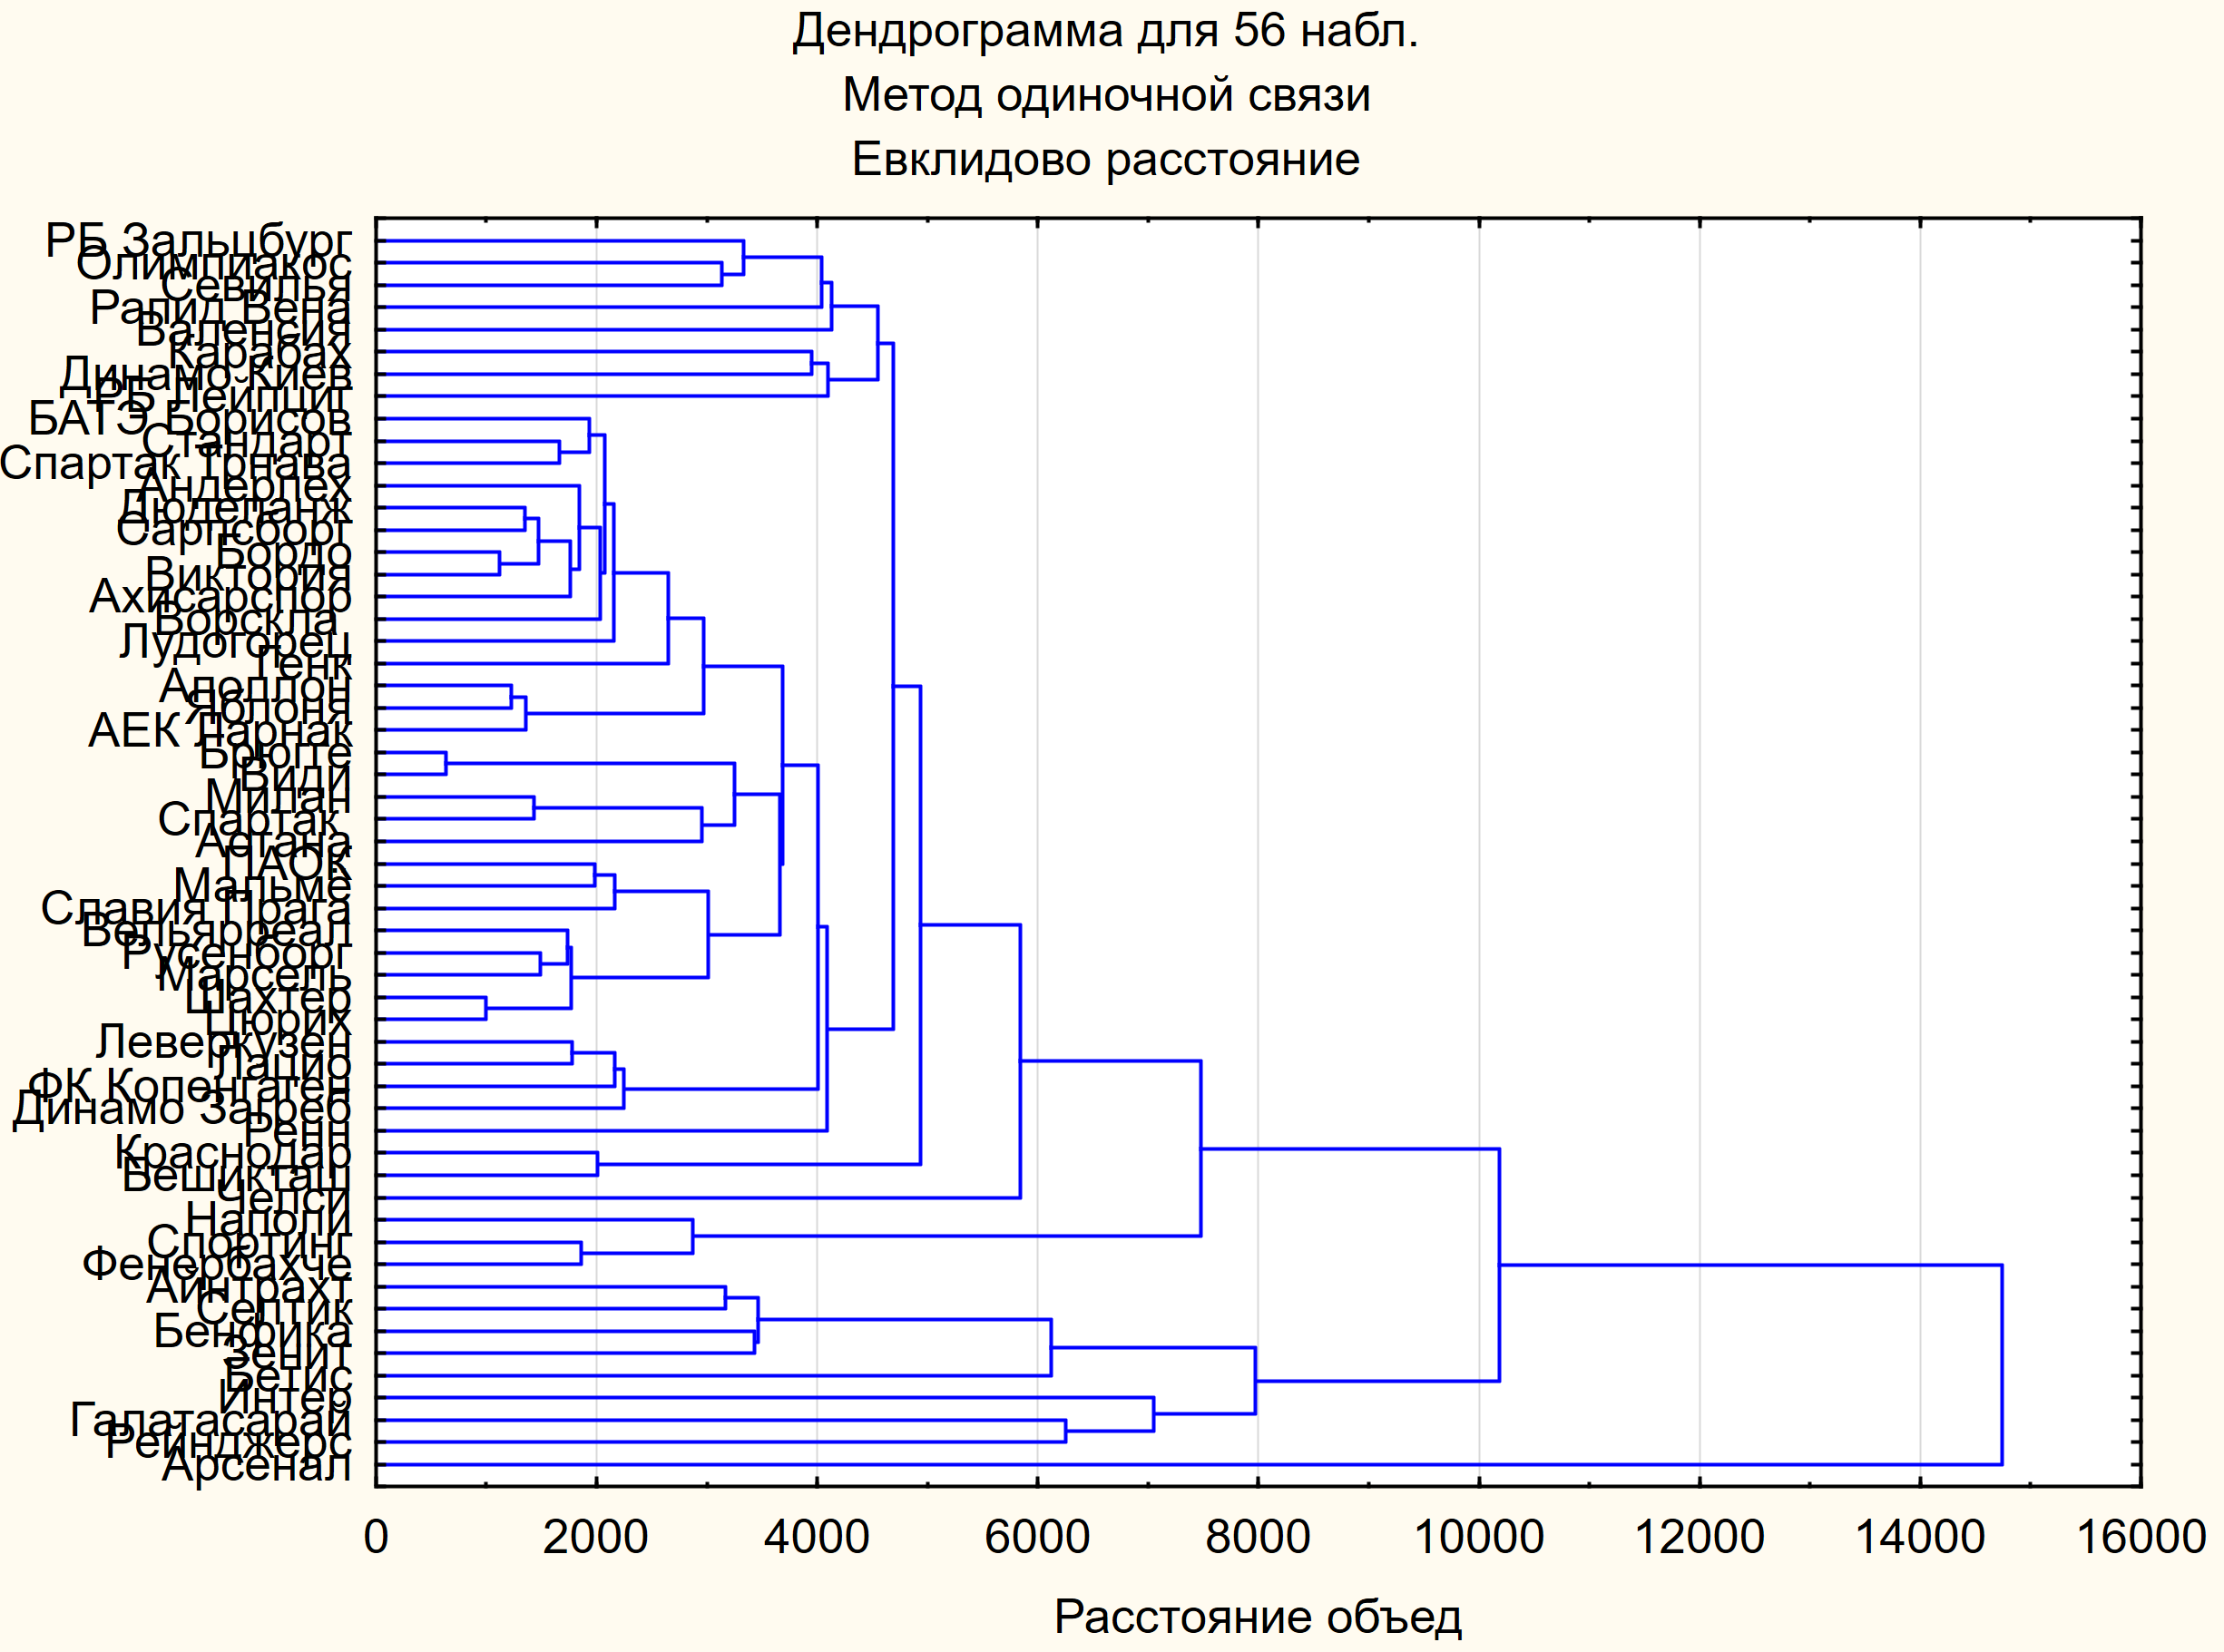 Дендрограмма для 56 набл.
Метод одиночной связи
Евклидово расстояние
РБ Зальцбург
Олимпиакос
Севилья
Рапид Вена
Валенсия
Карабах
Динамо Киев
РБ Лейпциг
БАТЭ Борисов
Стандарт
Спартак Трнава
Андерлех
Дюделанж
Сарпсборг
Бордо
Виктория
Ахисарспор
Ворскла
Лудогорец
Генк
Аполлон
Яблоня
АЕК Ларнак
Брюгге
Види
Милан
Спартак
Астана
ПАОК
Мальме
Славия Прага
Вельярреал
Русенборг
Марсель
Шахтер
Цюрих
Леверкузен
Лацио
ФК Копенгаген
Динамо Загреб
Ренн
Краснодар
Бешикташ
Челси
Наполи
Спортинг
Фенербахче
Айнтрахт
Селтик
Бенфика
Зенит
Бетис
Интер
Галатасарай
Рейнджерс
Арсенал
0 2000 4000 6000 8000 10000 12000 14000 16000
Расстояние объед